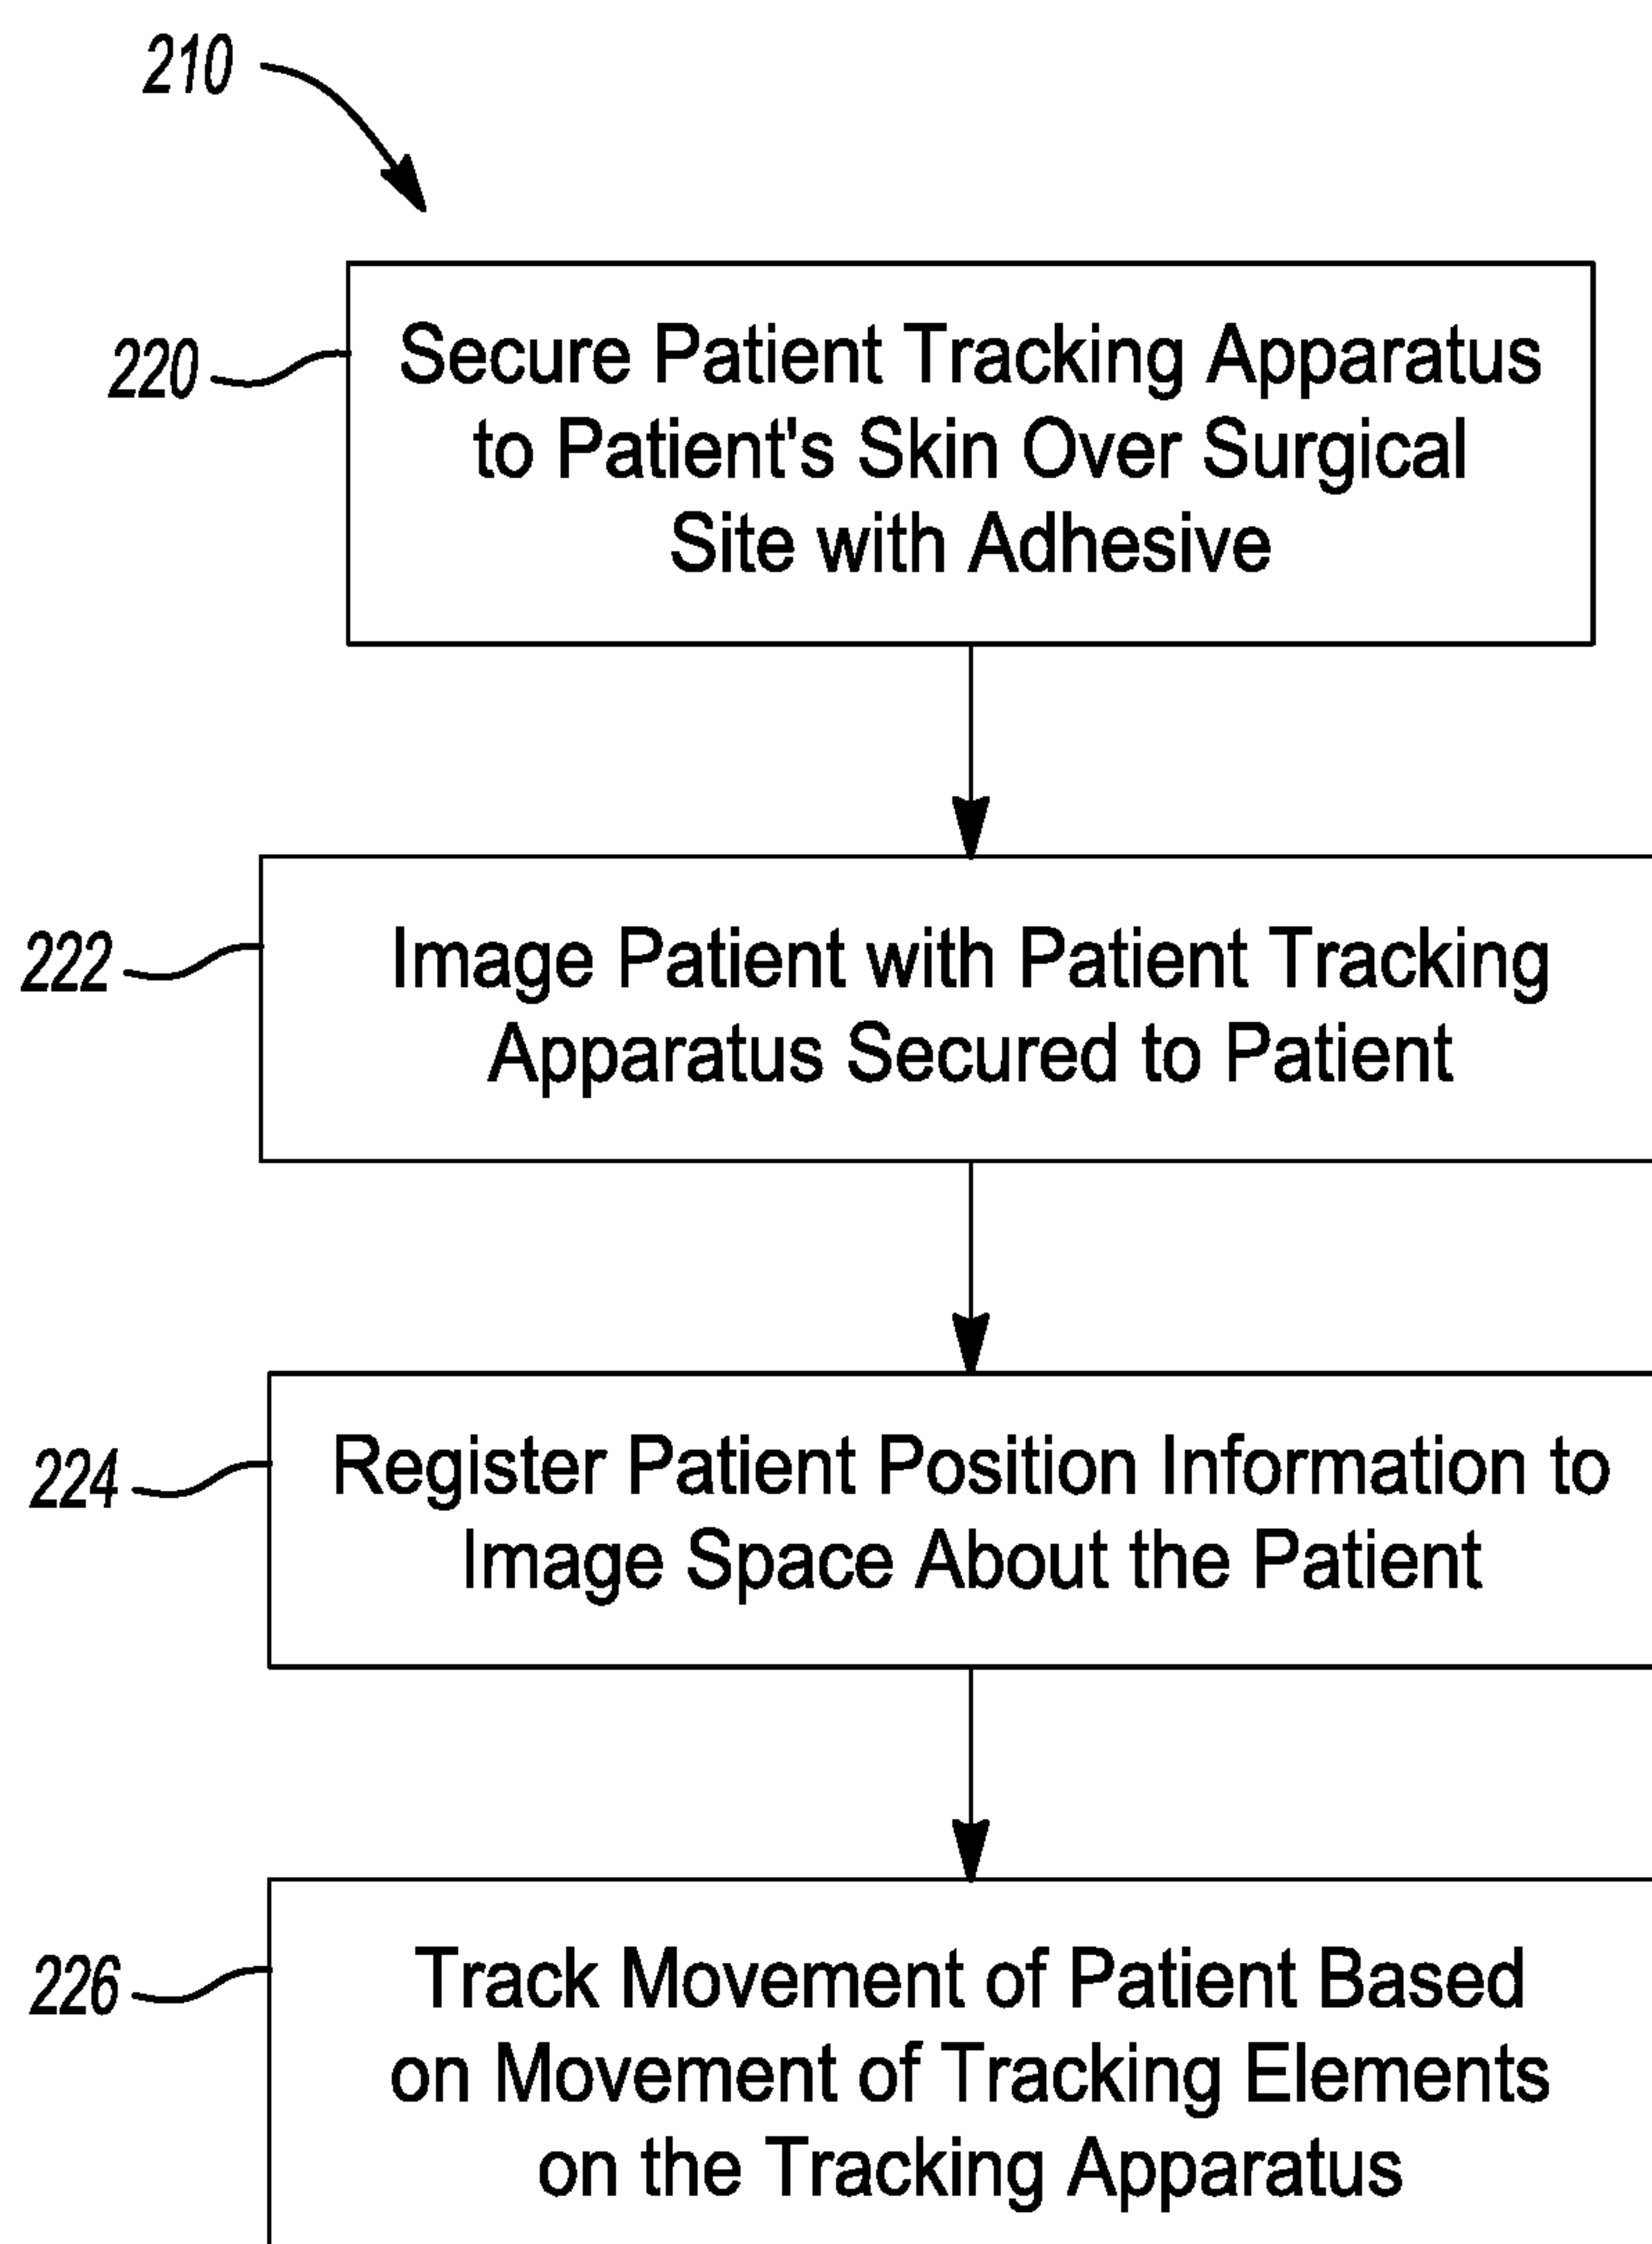 210
220
Secure Patient Tracking Apparatus
to Patient's Skin Over Surgical
Site with Adhesive
222
Image Patient with Patient Tracking
Apparatus Secured to Patient
224
Register Patient Position Information to
Image Space About the Patient
226
Track Movement of Patient Based
on Movement of Tracking Elements
on the Tracking Apparatus